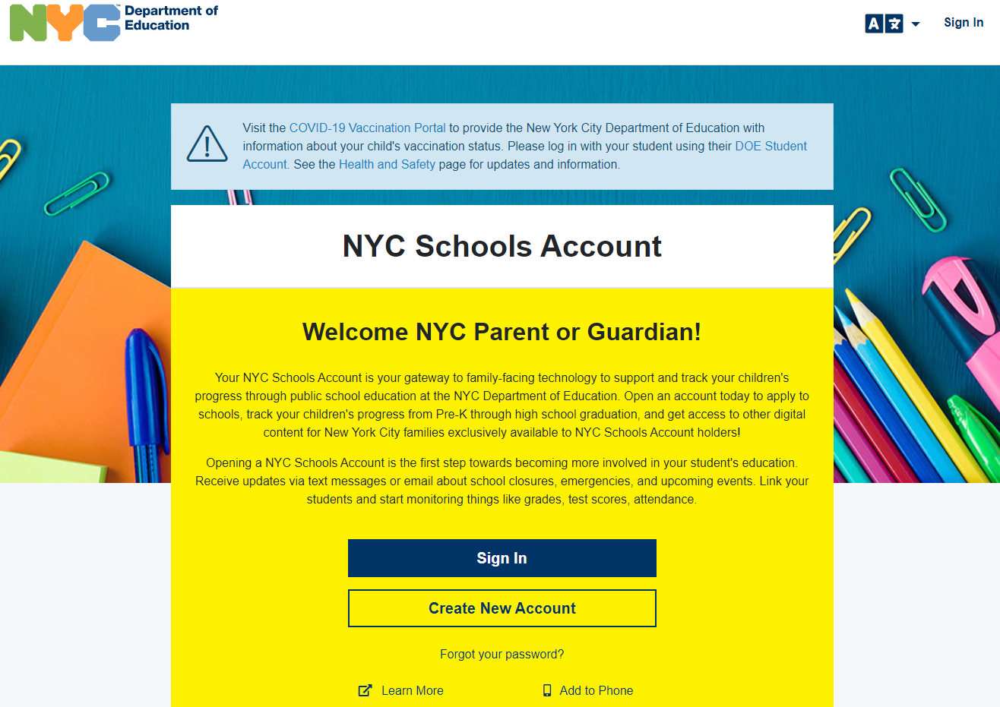 NYC Department of
Education
A 文
Sign In
Visit the COVID-19 Vaccination Portal to provide the New York City Department of Education with
information about your child's vaccination status. Please log in with your student using their DOE Student
Account. See the Health and Safety page for updates and information.
NYC Schools Account
Welcome NYC Parent or Guardian!
Your NYC Schools Account is your gateway to family-facing technology to support and track your children's
progress through public school education at the NYC Department of Education. Open an account today to apply to
schools, track your children's progress from Pre-K through high school graduation, and get access to other digital
content for New York City families exclusively available to NYC Schools Account holders!
Opening a NYC Schools Account is the first step towards becoming more involved in your student's education.
Receive updates via text messages or email about school closures, emergencies, and upcoming events. Link your
students and start monitoring things like grades, test scores, attendance.
Sign In
Create New Account
Forgot your password?
Learn More
Add to Phone